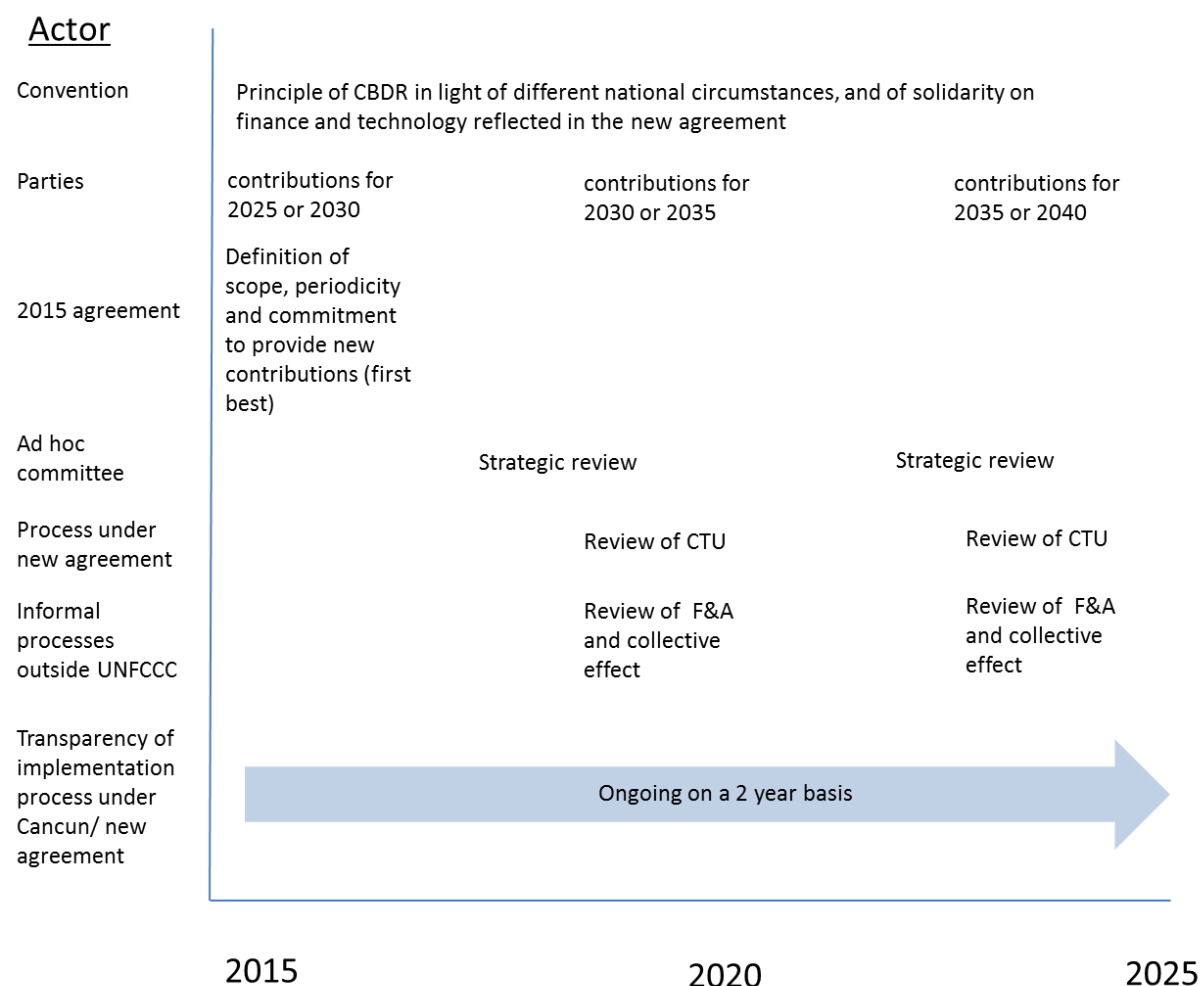 Actor
Convention
Principle of CBDR in light of different national circumstances, and of solidarity on
finance and technology reflected in the new agreement
Parties
contributions for
2025 or 2030
contributions for
2030 or 2035
contributions for
2035 or 2040
2015 agreement
Definition of
scope, periodicity
and commitment
to provide new
contributions (first
best)
Ad hoc
committee
Strategic review
Strategic review
Process under
new agreement
Review of CTU
Review of CTU
Informal
processes
outside UNFCCC
Review of  F&A
and collective
effect
Review of  F&A
and collective
effect
Transparency of
implementation
process under
Cancun/ new
agreement
Ongoing on a 2 year basis
2015
2020
2025